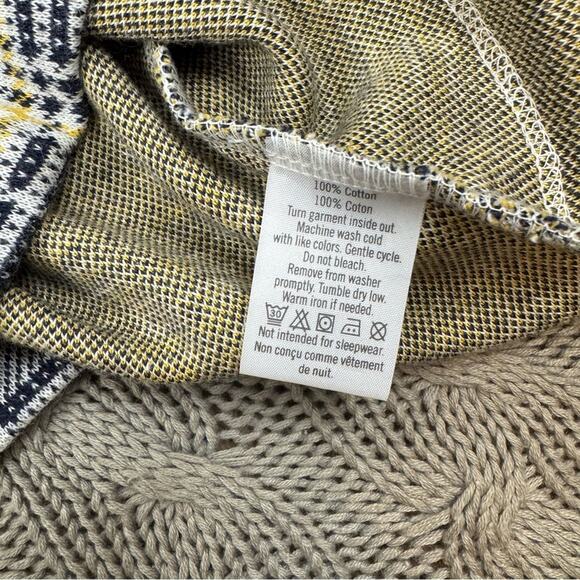 100% Cotton
100% Coton
Turn garment inside out.
Machine wash cold
with like colors. Gentle cycle.
Do not bleach.
Remove from washer
promptly. Tumble dry low.
Warm iron if needed.
30
Not intended for sleepwear.
Non conçu comme vêtement
de nuit.